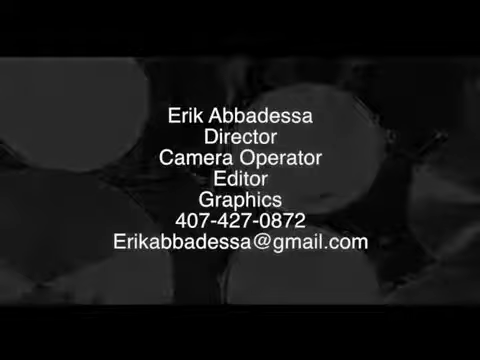 Erik Abbadessa
Director
Camera Operator
Editor
Graphics
407-427-0872
Erikabbadessa@gmail.com